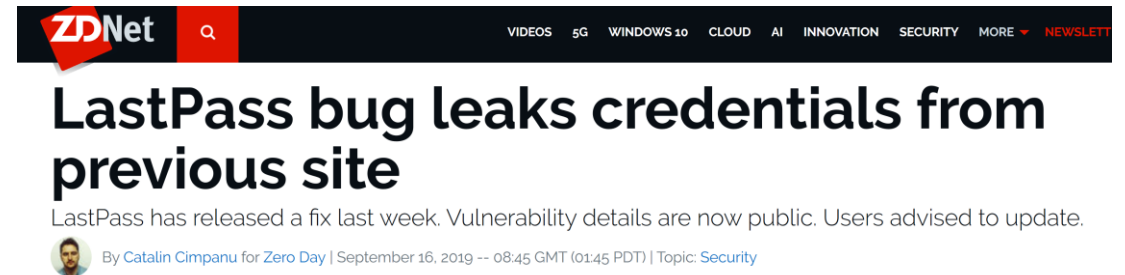 ZDNet VIDEOS 5G WINDOWS 10 CLOUD AI INNOVATION SECURITY MORE NEWSLETT
LastPass bug leaks credentials from
previous site
LastPass has released a fix last week. Vulnerability details are now public. Users advised to update.
By Catalin Cimpanu for Zero Day | September 16, 2019 -- 08:45 GMT (01:45 PDT) | Topic: Security